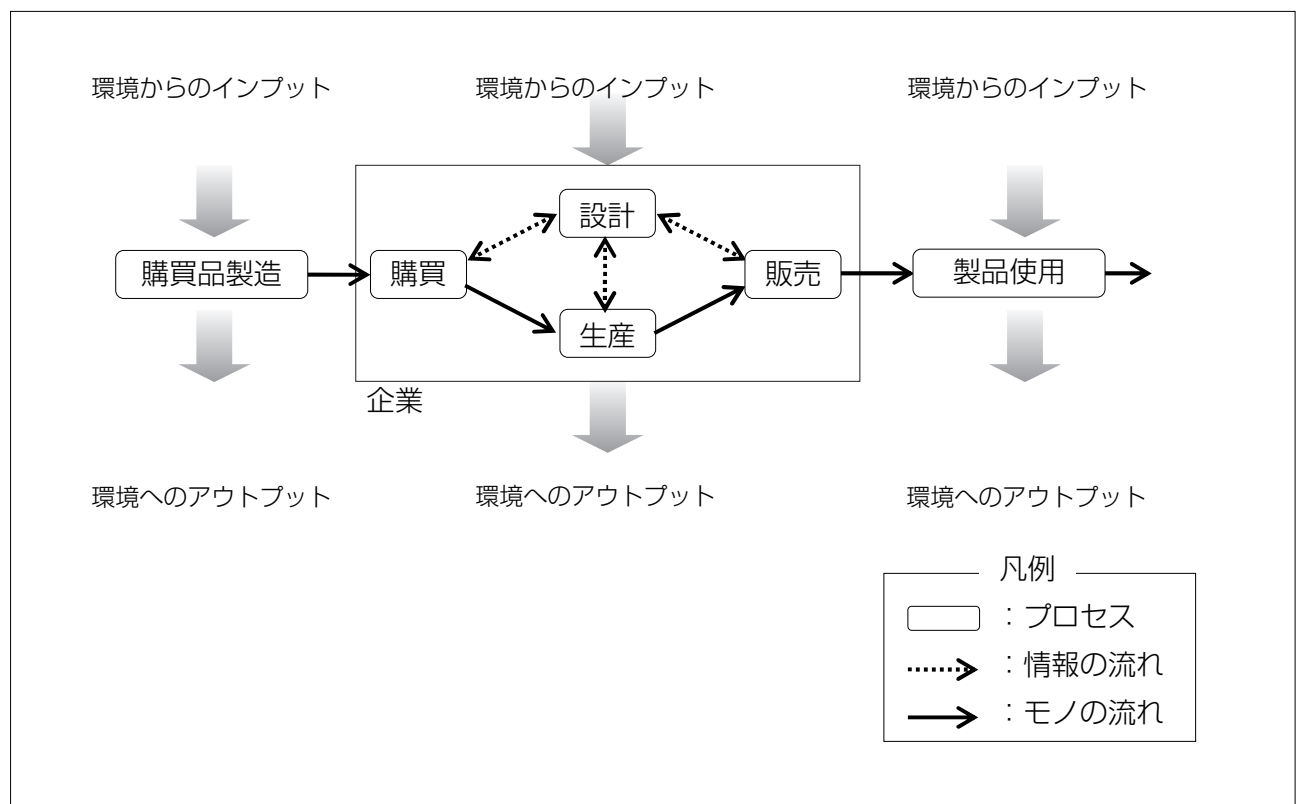 環境からのインプット
環境からのインプット
環境からのインプット
設計
購買品製造
購買
販売
製品使用
生産
企業
環境へのアウトプット
環境へのアウトプット
環境へのアウトプット
凡例
：プロセス
：情報の流れ
：モノの流れ